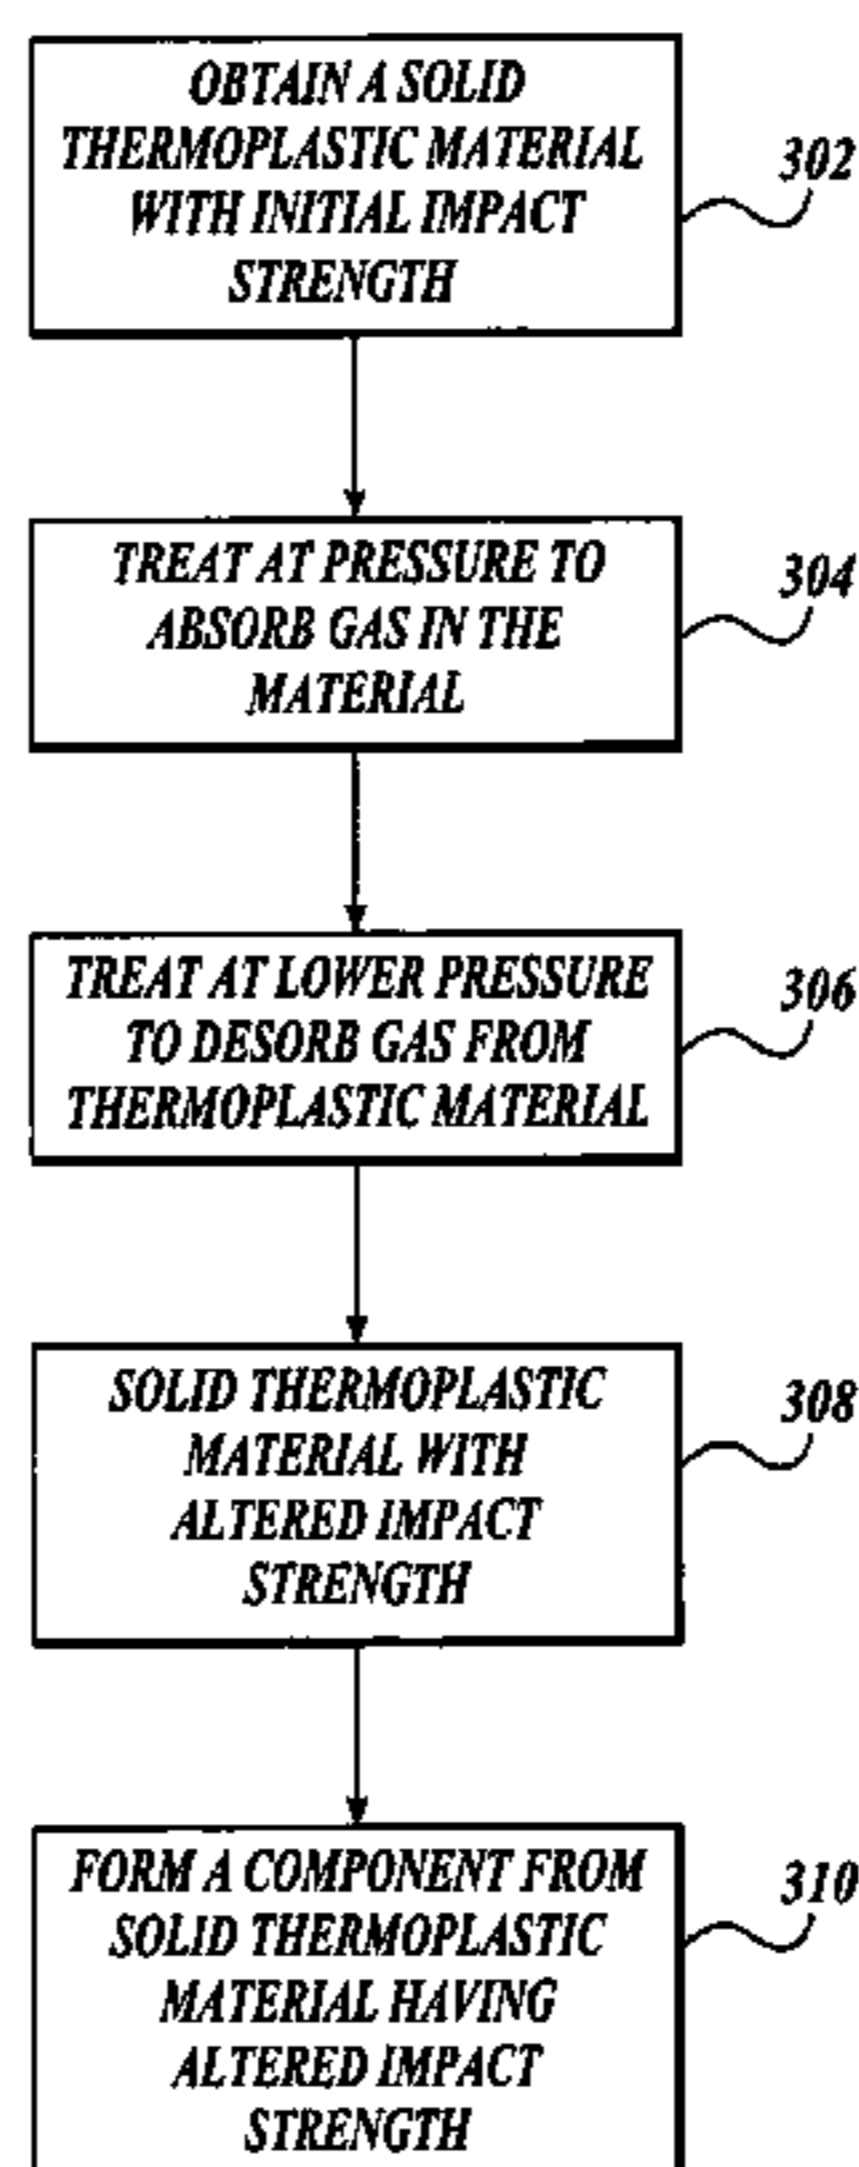 OBTAIN A SOLID
THERMOPLASTIC MATERIAL
WITH INITIAL IMPACT
STRENGTH
302
TREAT AT PRESSURE TO
ABSORB GAS IN THE
MATERIAL
304
TREAT AT LOWER PRESSURE
TO DESORB GAS FROM
THERMOPLASTIC MATERIAL
306
SOLID THERMOPLASTIC
MATERIAL WITH
ALTERED IMPACT
STRENGTH
308
FORM A COMPONENT FROM
SOLID THERMOPLASTIC
MATERIAL HAVING
ALTERED IMPACT
STRENGTH
310